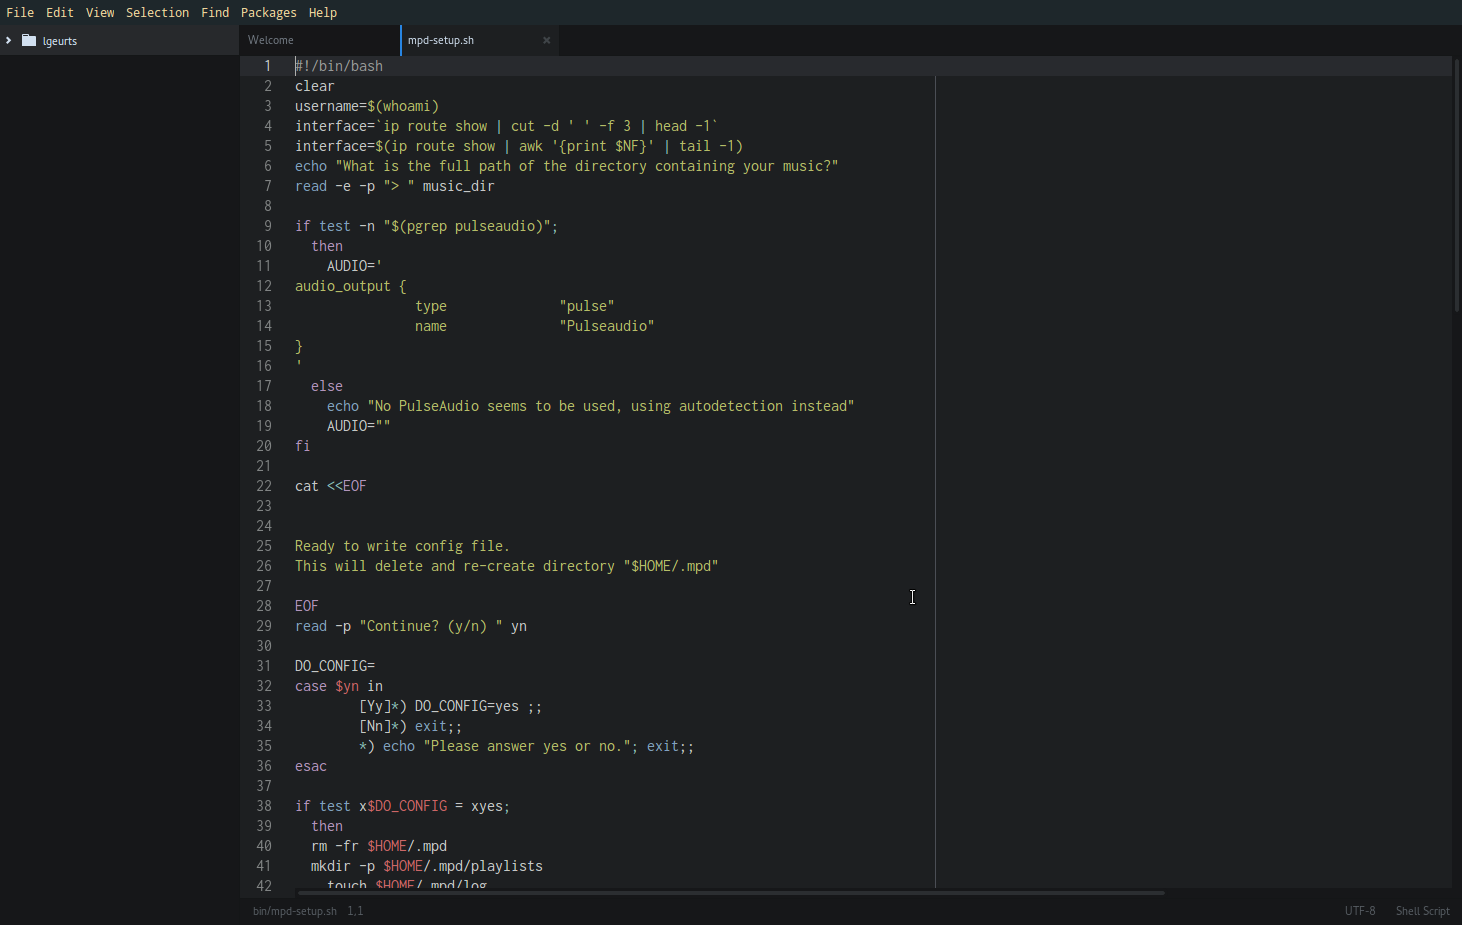 File Edit View Selection Find Packages Help
lgeurts
Welcome mpd-setup.sh
1 #!/bin/bash
2 clear
3 username=$(whoami)
4 interface=`ip route show | cut -d ' ' -f 3 | head -1`
5 interface=$(ip route show | awk '{print $NF}' | tail -1)
6 echo "What is the full path of the directory containing your music?"
7 read -e -p "> " music_dir
8
9 if test -n "$(pgrep pulseaudio)";
10 then
11 AUDIO='
12 audio_output {
13 type "pulse"
14 name "Pulseaudio"
15 }
16 '
17 else
18 echo "No PulseAudio seems to be used, using autodetection instead"
19 AUDIO=""
20 fi
21
22 cat <<EOF
23
24
25 Ready to write config file.
26 This will delete and re-create directory "$HOME/.mpd"
27
28 EOF
29 read -p "Continue? (y/n) " yn
30
31 DO_CONFIG=
32 case $yn in
33 [Yy]*) DO_CONFIG=yes ;;
34 [Nn]*) exit;;
35 *) echo "Please answer yes or no."; exit;;
36 esac
37
38 if test x$DO_CONFIG = xyes;
39 then
40 rm -fr $HOME/.mpd
41 mkdir -p $HOME/.mpd/playlists
42 touch $HOME/.mpd/log
bin/mpd-setup.sh 1,1 UTF-8 Shell Script